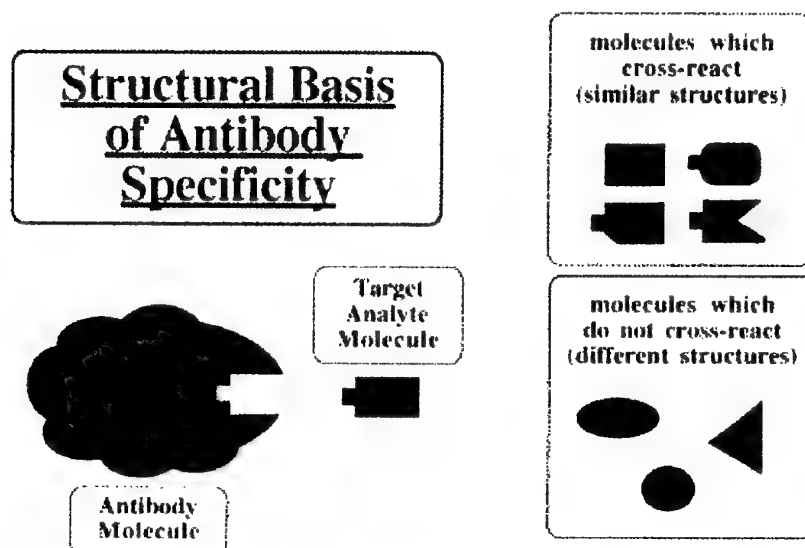 Structural Basis
of Antibody
Specificity
molecules which
cross-react
(similar structures)
Target
Analyte
Molecule
molecules which
do not cross-react
(different structures)
Antibody
Molecule